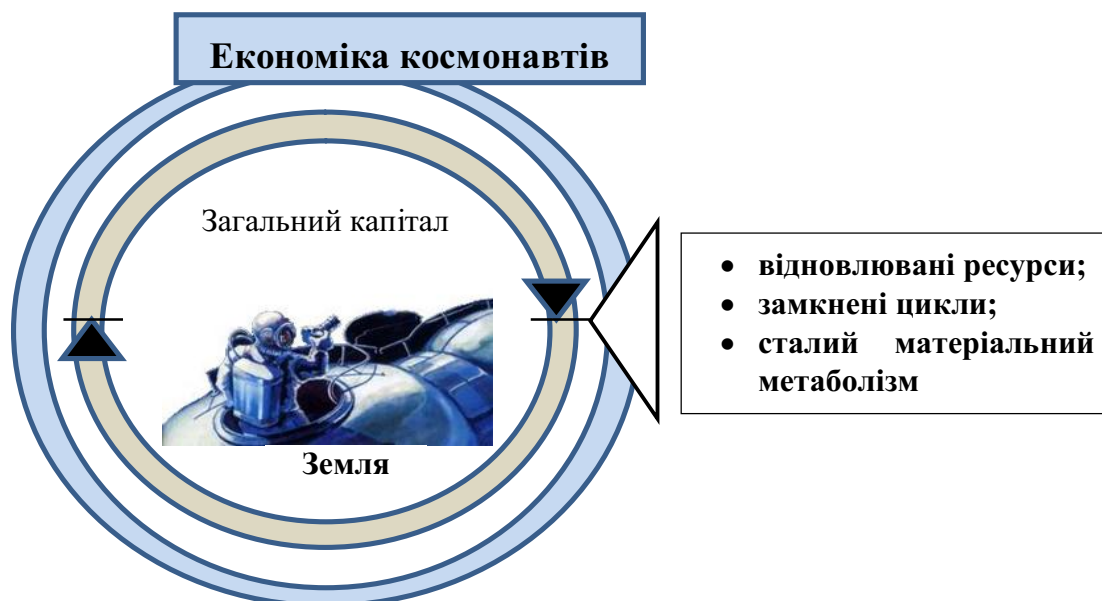 Економіка космонавтів
Загальний капітал
Земля
• відновлювані ресурси;
• замкнені цикли;
• сталий матеріальний
метаболізм